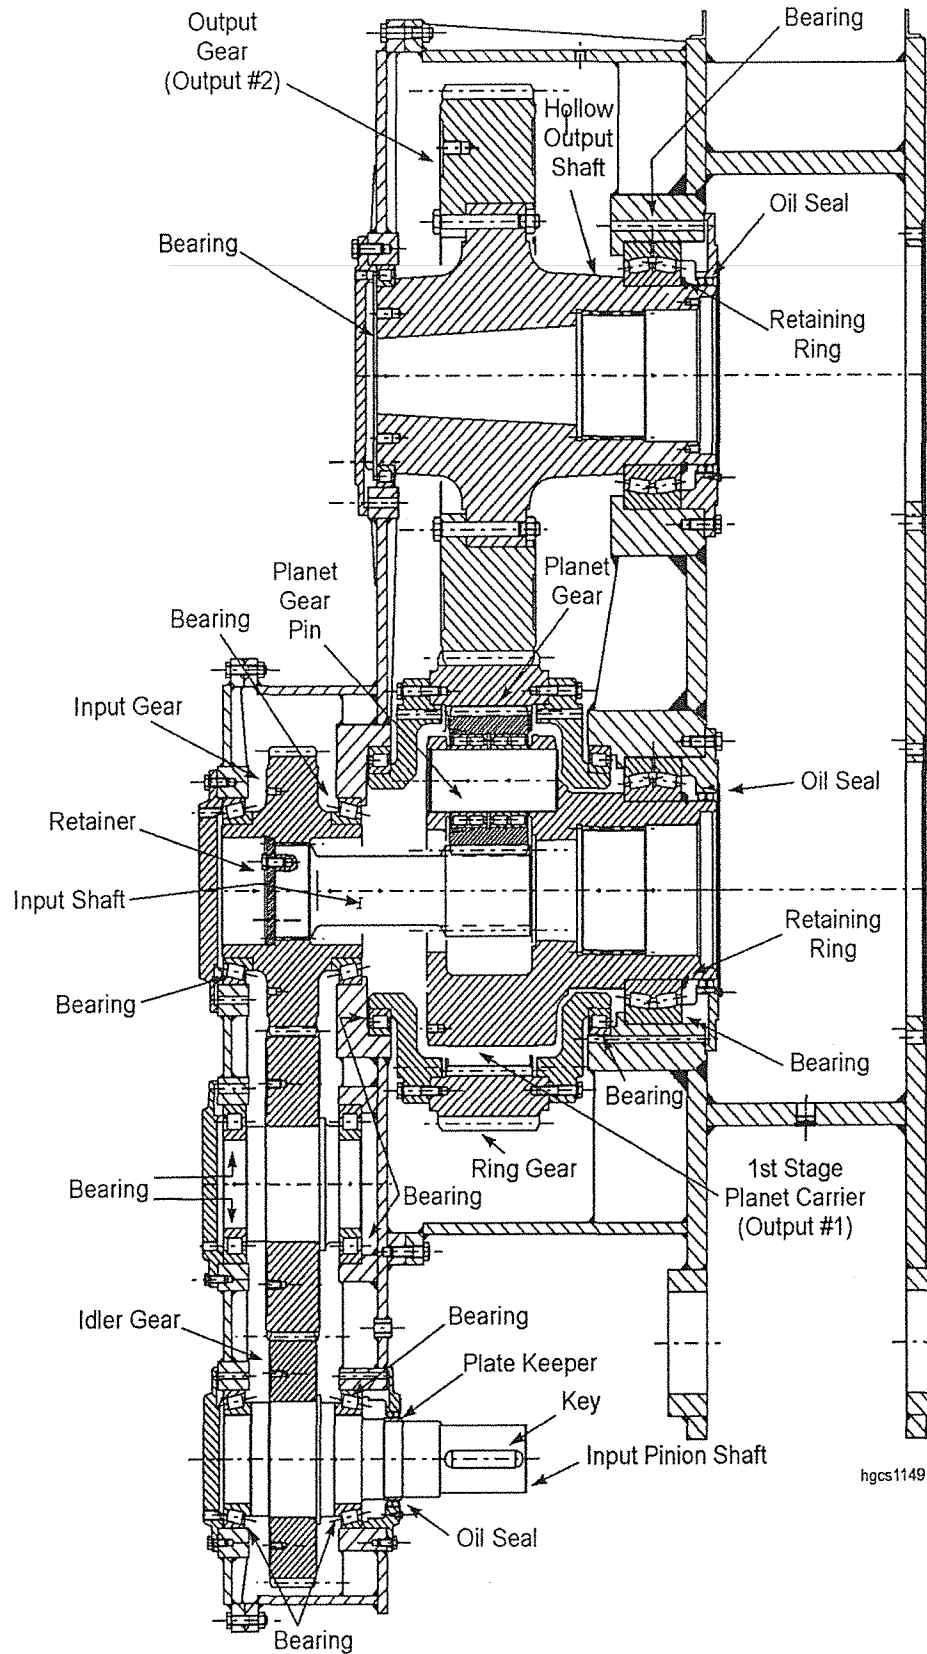 Output
Gear
(Output #2)
Bearing
Hollow
Output
Shaft
Oil Seal
Bearing
Retaining
Ring
Planet
Gear
Pin
Planet
Gear
Bearing
Input Gear
Oil Seal
Retainer
Input Shaft
Retaining
Ring
Bearing
Bearing
Bearing
Ring Gear
1st Stage
Planet Carrier
(Output #1)
Bearing
Bearing
Idler Gear
Bearing
Plate Keeper
Key
Input Pinion Shaft
hgcs1149
Oil Seal
Bearing